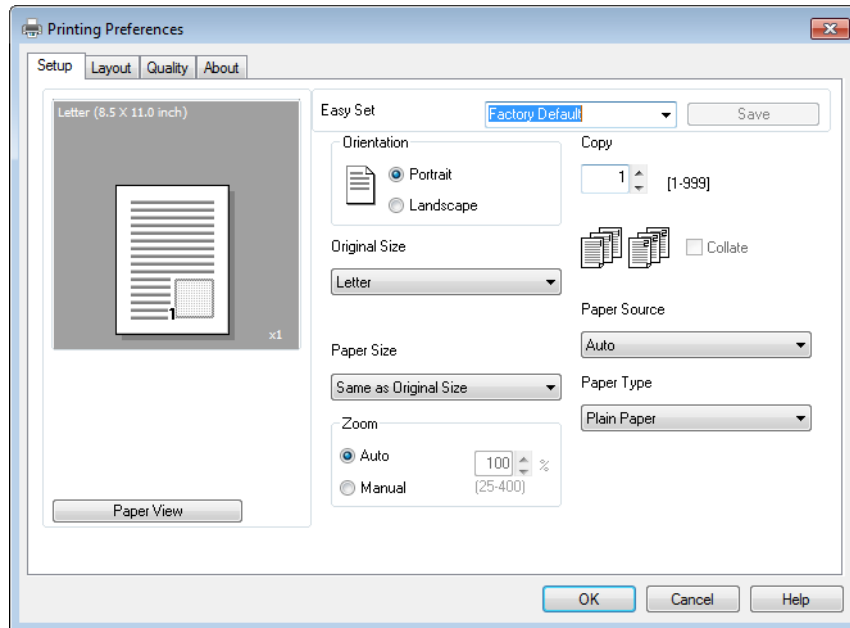 Printing Preferences
Setup Layout Quality About
Letter (8.5 X 11.0 inch)
1
x1
Paper View
Easy Set Factory Default Save
Orientation
Portrait
Landscape
Original Size
Letter
Paper Size
Same as Original Size
Zoom
Auto 100 %
Manual (25-400)
Copy
1 [1-999]
Collate
Paper Source
Auto
Paper Type
Plain Paper
OK Cancel Help